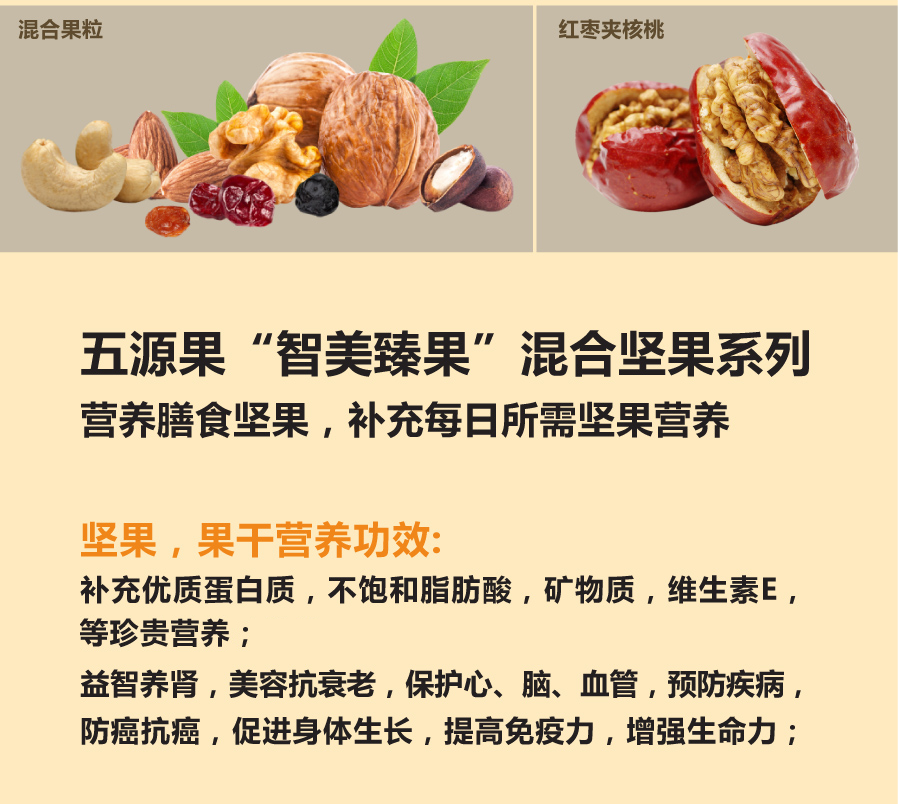 混合果粒
红枣夹核桃
五源果“智美臻果”混合坚果系列
营养膳食坚果，补充每日所需坚果营养
坚果，果干营养功效:
补充优质蛋白质，不饱和脂肪酸，矿物质，维生素E，
等珍贵营养；
益智养肾，美容抗衰老，保护心、脑、血管，预防疾病，
防癌抗癌，促进身体生长，提高免疫力，增强生命力；